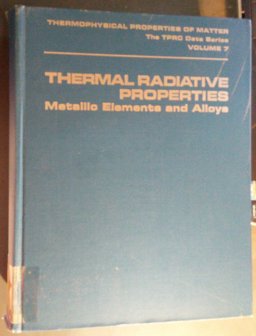 THERMOPHYSICAL PROPERTIES OF MATTER
The TPRC Data Series
VOLUME 7
THERMAL RADIATIVE
PROPERTIES
Metallic Elements and Alloys